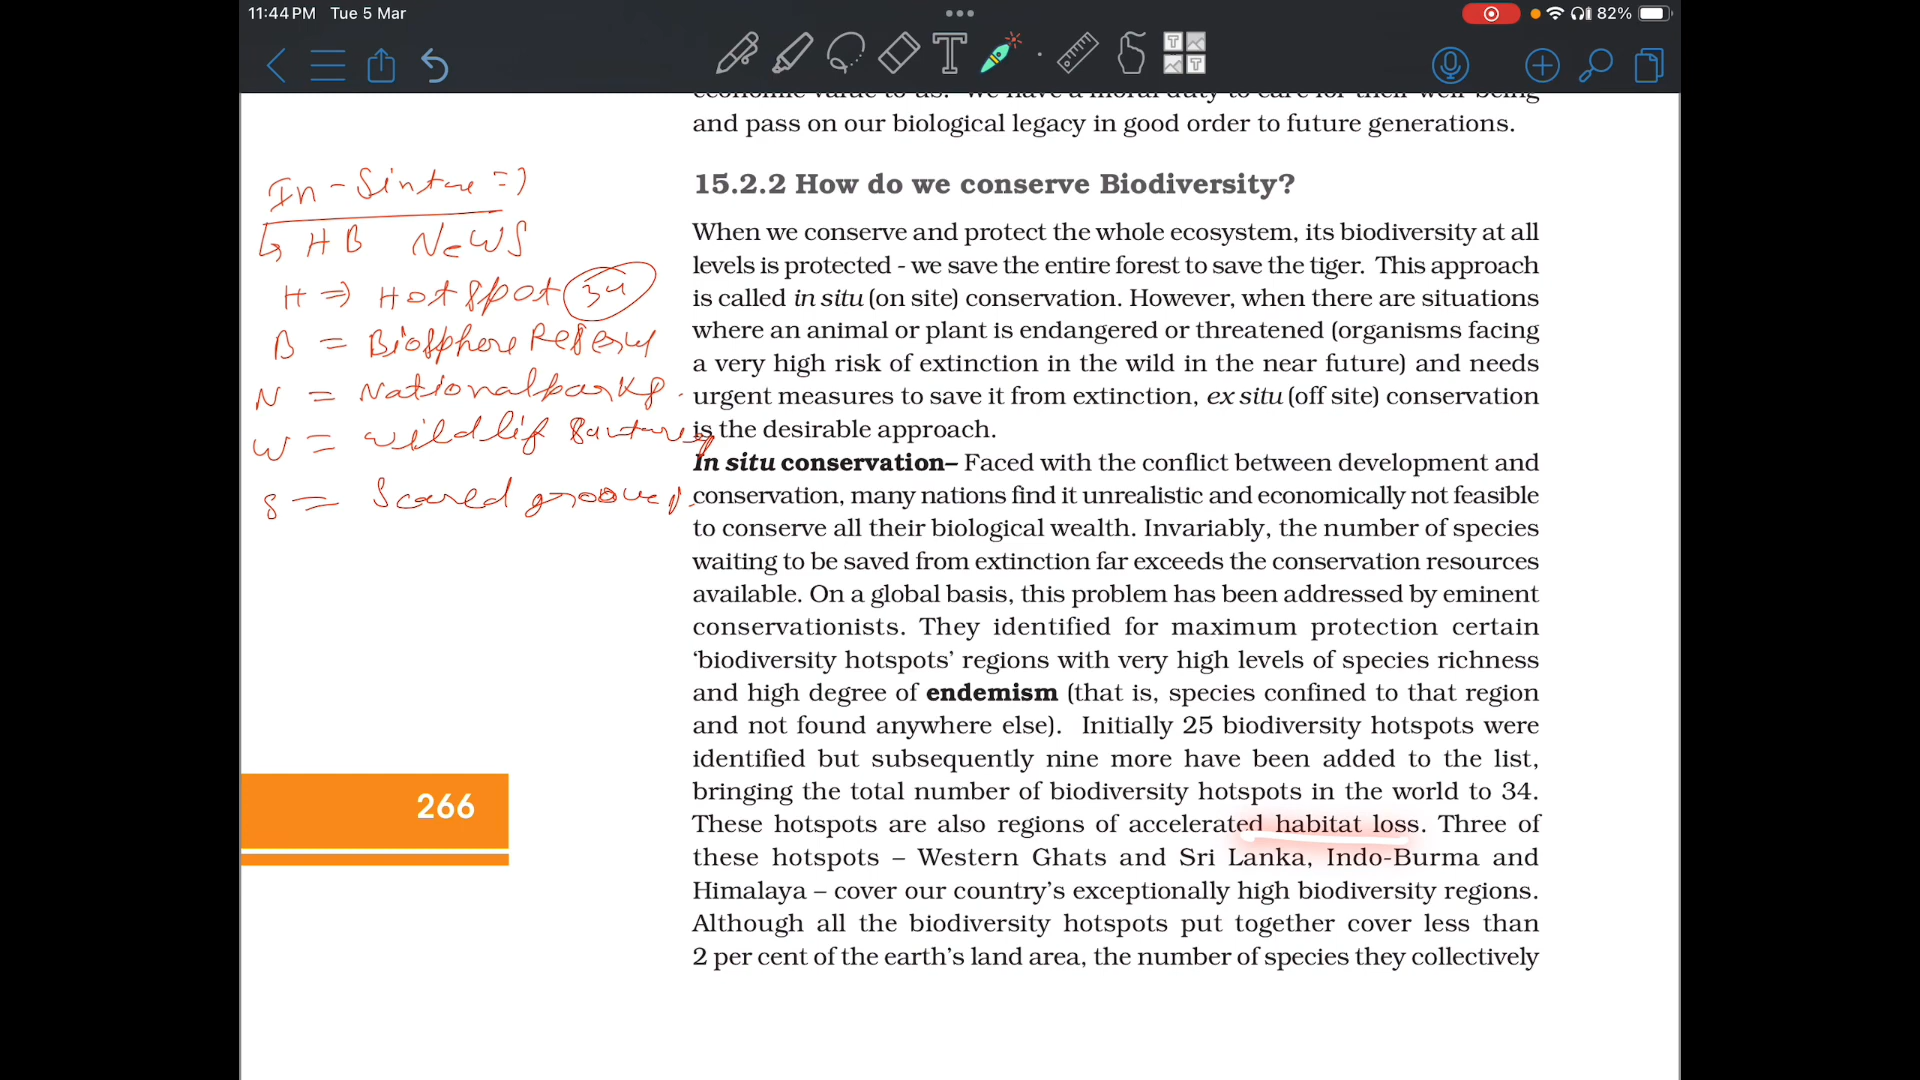 11:44 PM Tue 5 Mar
82%
and pass on our biological legacy in good order to future generations.
In - Sintue =>
↳ H B NeWS
H => Hotspot 34
B = Biosphere Reserv
N = National parks.
W = wildlif Santury
S = Scared grooves.
15.2.2 How do we conserve Biodiversity?
When we conserve and protect the whole ecosystem, its biodiversity at all
levels is protected - we save the entire forest to save the tiger. This approach
is called in situ (on site) conservation. However, when there are situations
where an animal or plant is endangered or threatened (organisms facing
a very high risk of extinction in the wild in the near future) and needs
urgent measures to save it from extinction, ex situ (off site) conservation
is the desirable approach.
In situ conservation– Faced with the conflict between development and
conservation, many nations find it unrealistic and economically not feasible
to conserve all their biological wealth. Invariably, the number of species
waiting to be saved from extinction far exceeds the conservation resources
available. On a global basis, this problem has been addressed by eminent
conservationists. They identified for maximum protection certain
‘biodiversity hotspots’ regions with very high levels of species richness
and high degree of endemism (that is, species confined to that region
and not found anywhere else). Initially 25 biodiversity hotspots were
identified but subsequently nine more have been added to the list,
bringing the total number of biodiversity hotspots in the world to 34.
These hotspots are also regions of accelerated habitat loss. Three of
these hotspots – Western Ghats and Sri Lanka, Indo-Burma and
Himalaya – cover our country’s exceptionally high biodiversity regions.
Although all the biodiversity hotspots put together cover less than
2 per cent of the earth’s land area, the number of species they collectively
266